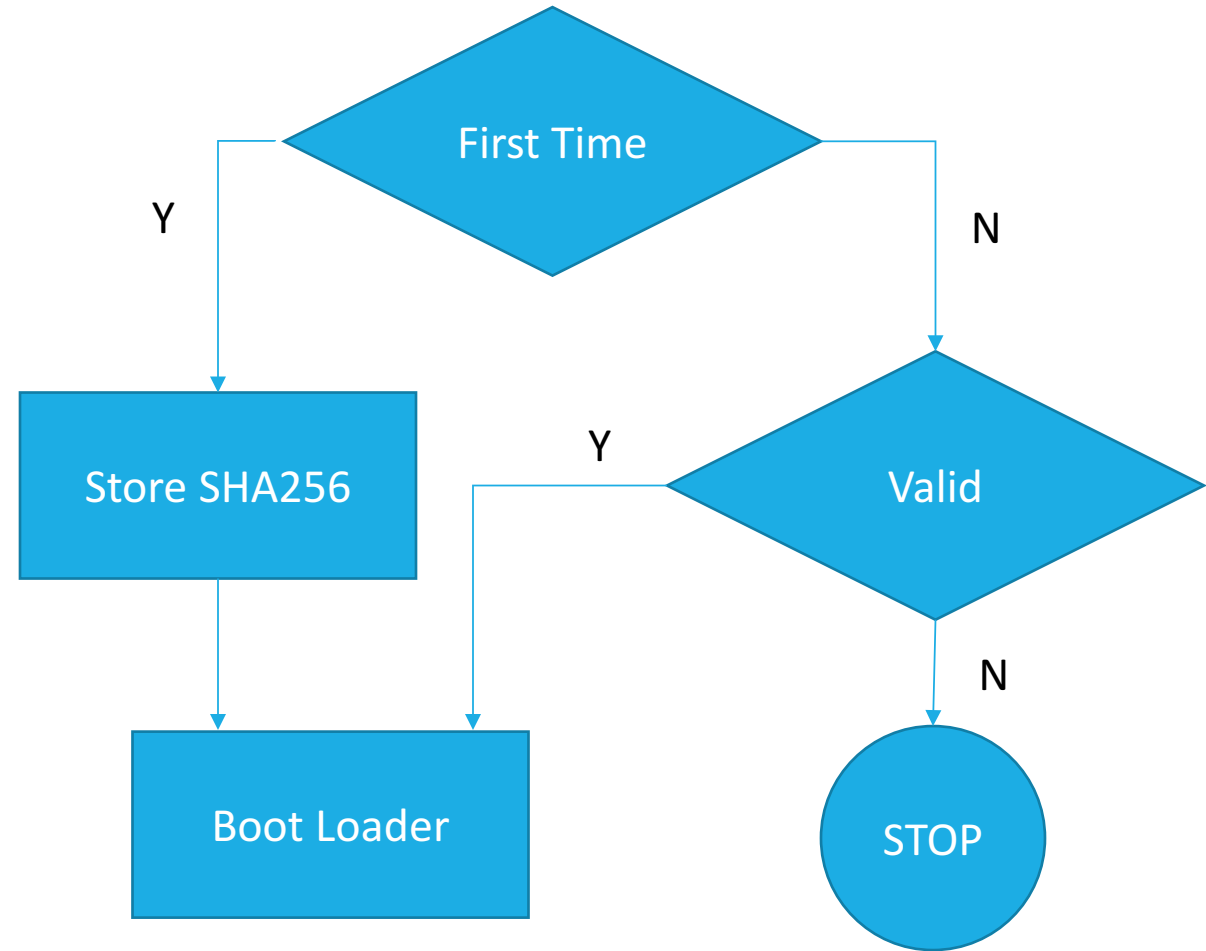 First Time
Y
N
Store SHA256
Y
Valid
N
Boot Loader
STOP